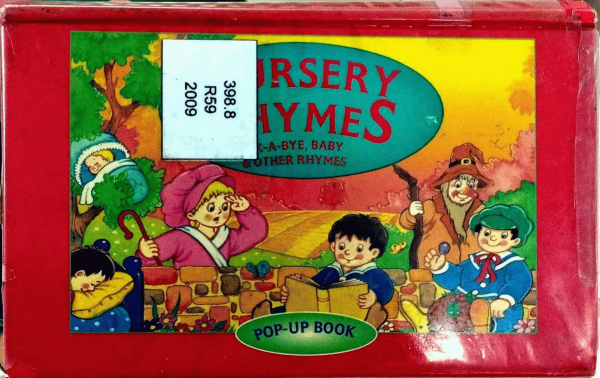 URSERY
HYMES
K-A-BYE, BABY
& OTHER RHYMES
398.8
R59
2009
POP-UP BOOK